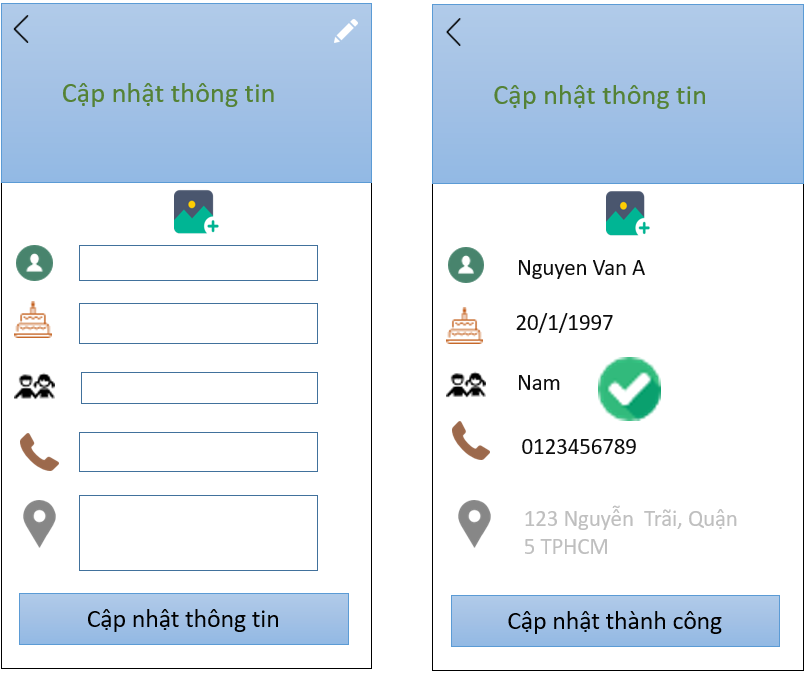 Cập nhật thông tin
Cập nhật thông tin
Cập nhật thông tin
Nguyen Van A
20/1/1997
Nam
0123456789
123 Nguyễn Trãi, Quận
5 TPHCM
Cập nhật thành công